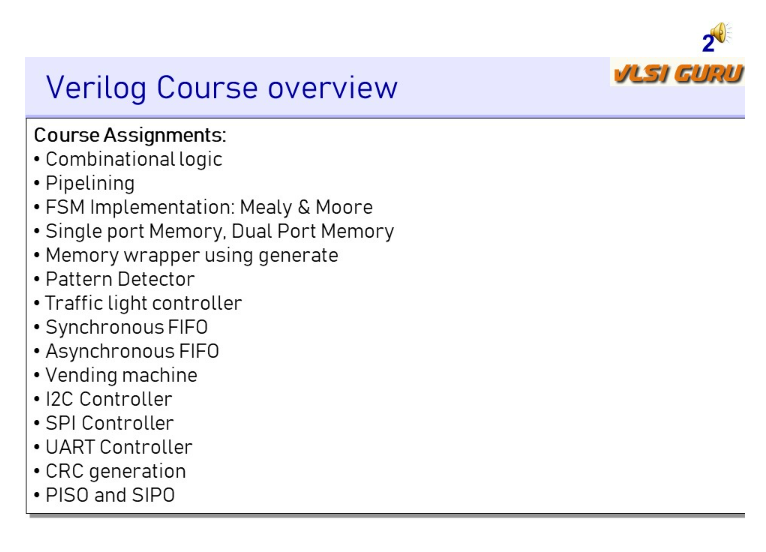 2
VLSI GURU
Verilog Course overview
Course Assignments:
• Combinational logic
• Pipelining
• FSM Implementation: Mealy & Moore
• Single port Memory, Dual Port Memory
• Memory wrapper using generate
• Pattern Detector
• Traffic light controller
• Synchronous FIFO
• Asynchronous FIFO
• Vending machine
• I2C Controller
• SPI Controller
• UART Controller
• CRC generation
• PISO and SIPO